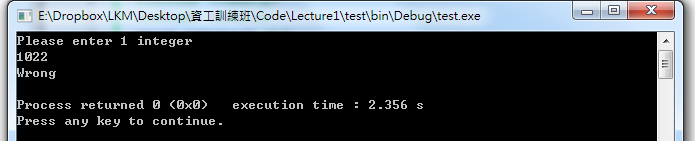 E:\Dropbox\LKM\Desktop\資工訓練班\Code\Lecture1\test\bin\Debug\test.exe
Please enter 1 integer
1022
Wrong
Process returned 0 (0x0)   execution time : 2.356 s
Press any key to continue.